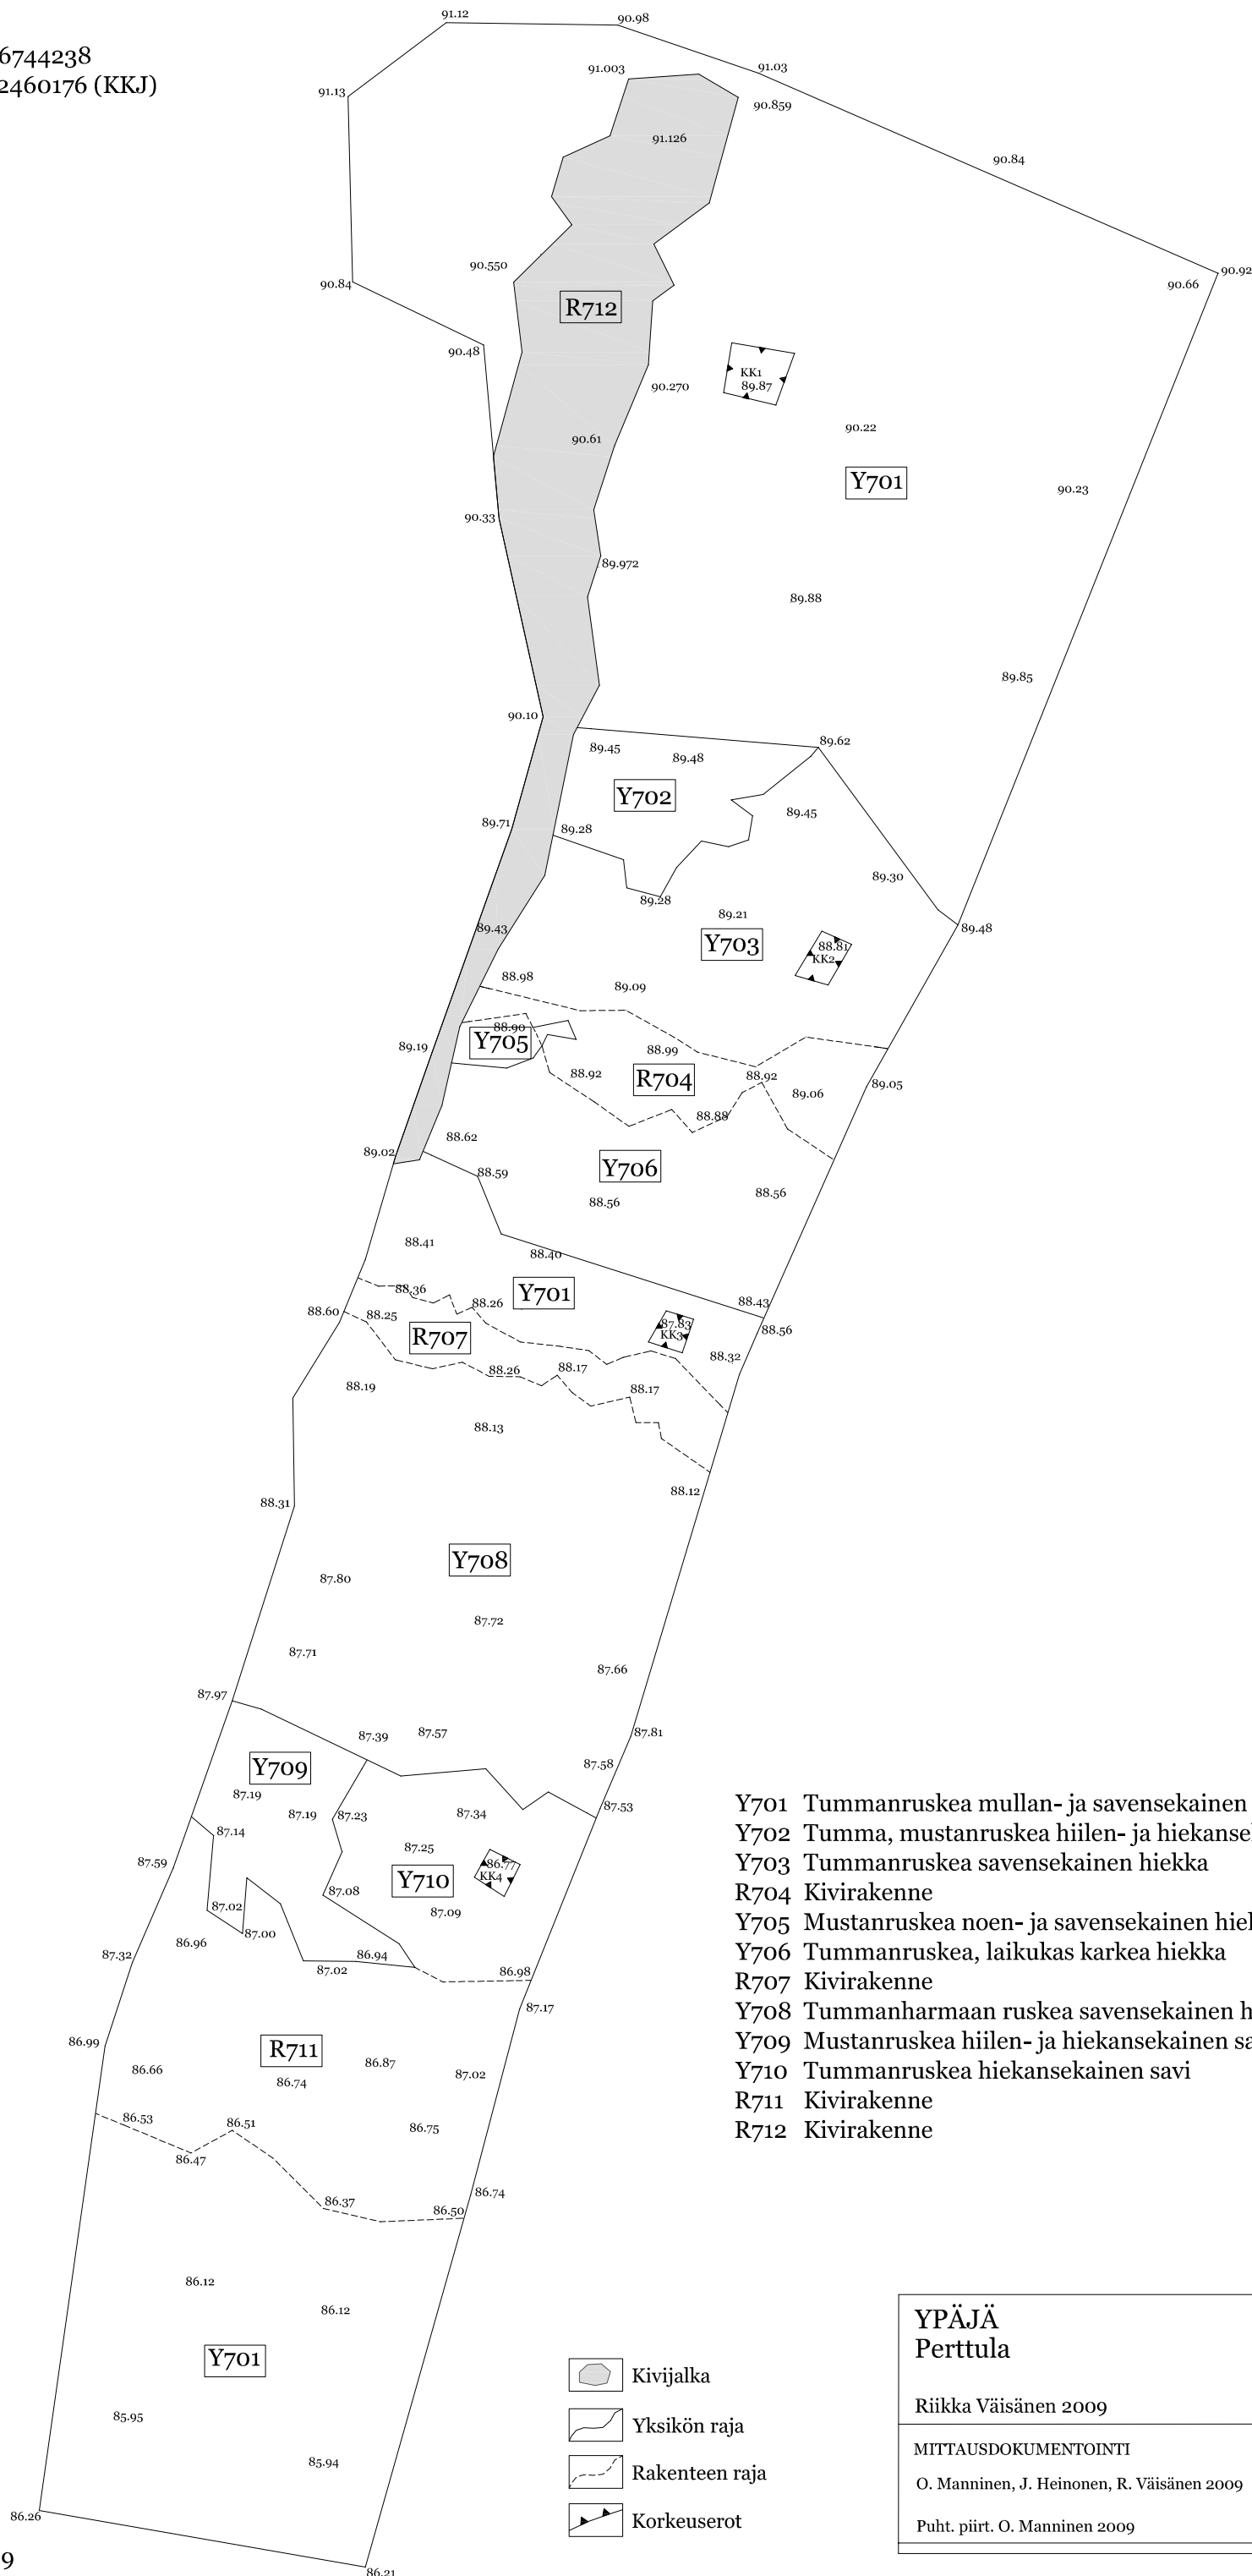 6744238
2460176 (KKJ)
91.12
90.98
91.003
91.03
91.13
90.859
91.126
90.84
90.550
90.92
90.84
90.66
R712
90.48
KK1
89.87
90.270
90.22
90.61
Y701
90.23
90.33
89.972
89.88
89.85
90.10
89.62
89.45
89.48
Y702
89.45
89.71
89.28
89.30
89.28
89.21
89.43
89.48
Y703
88.81
KK2
88.98
89.09
88.90
Y705
89.19
88.99
88.92
R704
88.92
89.05
89.06
88.88
88.62
89.02
88.59
Y706
88.56
88.56
88.41
88.40
88.36
Y701
88.26
88.43
88.60
88.25
87.83
KK3
88.56
R707
88.32
88.26
88.17
88.19
88.17
88.13
88.12
88.31
Y708
87.80
87.72
87.71
87.66
87.97
87.39
87.57
87.81
Y709
87.58
87.19
87.19
87.23
87.34
87.53
87.14
87.25
87.59
86.77
KK4
Y710
87.08
87.02
87.09
87.00
86.96
87.32
86.94
87.02
86.98
87.17
86.99
R711
86.66
86.87
86.74
87.02
86.53
86.51
86.75
86.47
86.74
86.37
86.50
86.12
86.12
Y701
85.95
85.94
86.26
86.21
9
Y701 Tummanruskea mullan- ja savensekainen
Y702 Tumma, mustanruskea hiilen- ja
Y703 Tummanruskea savensekainen hiekka
R704 Kivirakenne
Y705 Mustanruskea noen- ja savensekainen
Y706 Tummanruskea, laikukas karkea hiekka
R707 Kivirakenne
Y708 Tummanharmaan ruskea savensekainen
Y709 Mustanruskea hiilen- ja hiekansekainen
Y710 Tummanruskea hiekansekainen savi
R711 Kivirakenne
R712 Kivirakenne
Kivijalka
Yksikön raja
Rakenteen raja
Korkeuserot
YPÄJÄ
Perttula
Riikka Väisänen 2009
MITTAUSDOKUMENTOINTI
O. Manninen, J. Heinonen, R. Väisänen 2009
Puht. piirt. O. Manninen 2009